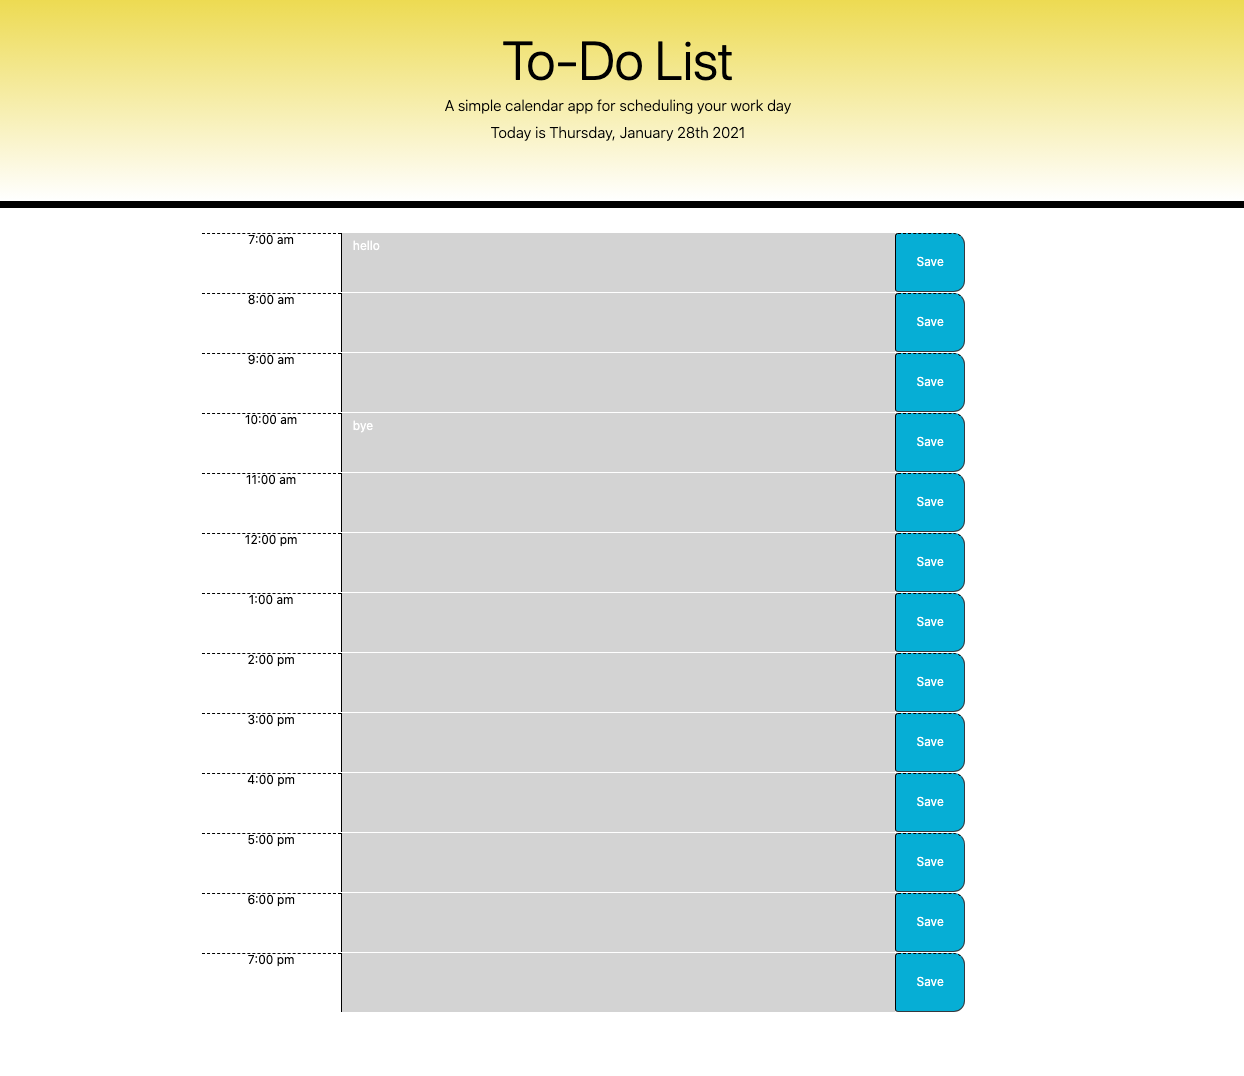 To-Do List
A simple calendar app for scheduling your work day
Today is Thursday, January 28th 2021
7:00 am hello Save
8:00 am Save
9:00 am Save
10:00 am bye Save
11:00 am Save
12:00 pm Save
1:00 am Save
2:00 pm Save
3:00 pm Save
4:00 pm Save
5:00 pm Save
6:00 pm Save
7:00 pm Save